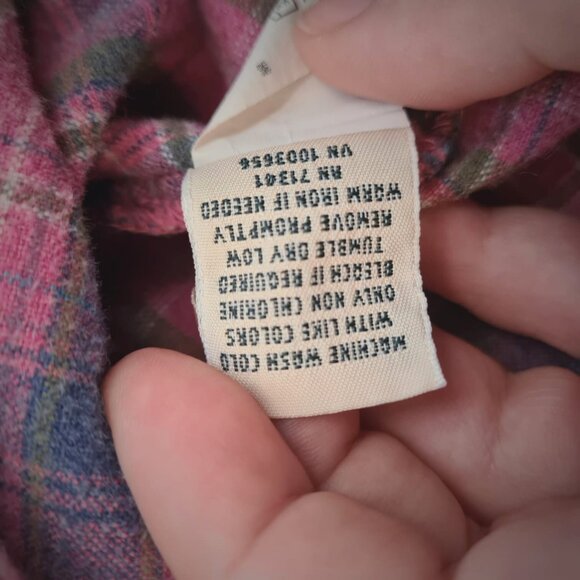 MACHINE WASH COLD
WITH LIKE COLORS
ONLY NON CHLORINE
BLEACH IF REQUIRED
TUMBLE DRY LOW
REMOVE PROMPTLY
WARM IRON IF NEEDED
RN 71341
VN 1003656